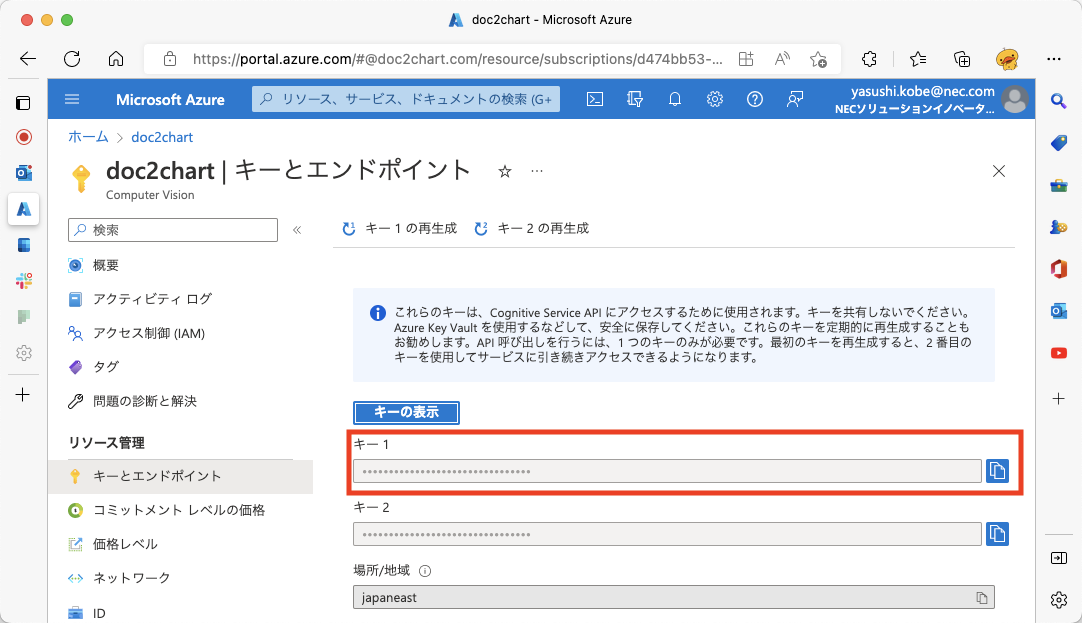 doc2chart - Microsoft Azure
https://portal.azure.com/#@doc2chart.com/resource/subscriptions/d474bb53-...
Microsoft Azure
リソース、サービス、ドキュメントの検索 (G+
yasushi.kobe@nec.com
NECソリューションイノベータ...
ホーム > doc2chart
doc2chart | キーとエンドポイント
Computer Vision
検索
キー 1 の再生成
キー 2 の再生成
概要
アクティビティ ログ
アクセス制御 (IAM)
タグ
問題の診断と解決
リソース管理
キーとエンドポイント
コミットメント レベルの価格
価格レベル
ネットワーク
ID
これらのキーは、Cognitive Service API にアクセスするために使用されます。キーを共有しないでください。
Azure Key Vault を使用するなどして、安全に保存してください。これらのキーを定期的に再生成することも
お勧めします。API 呼び出しを行うには、1 つのキーのみが必要です。最初のキーを再生成すると、2 番目の
キーを使用してサービスに引き続きアクセスできるようになります。
キーの表示
キー 1
キー 2
場所/地域
japaneast